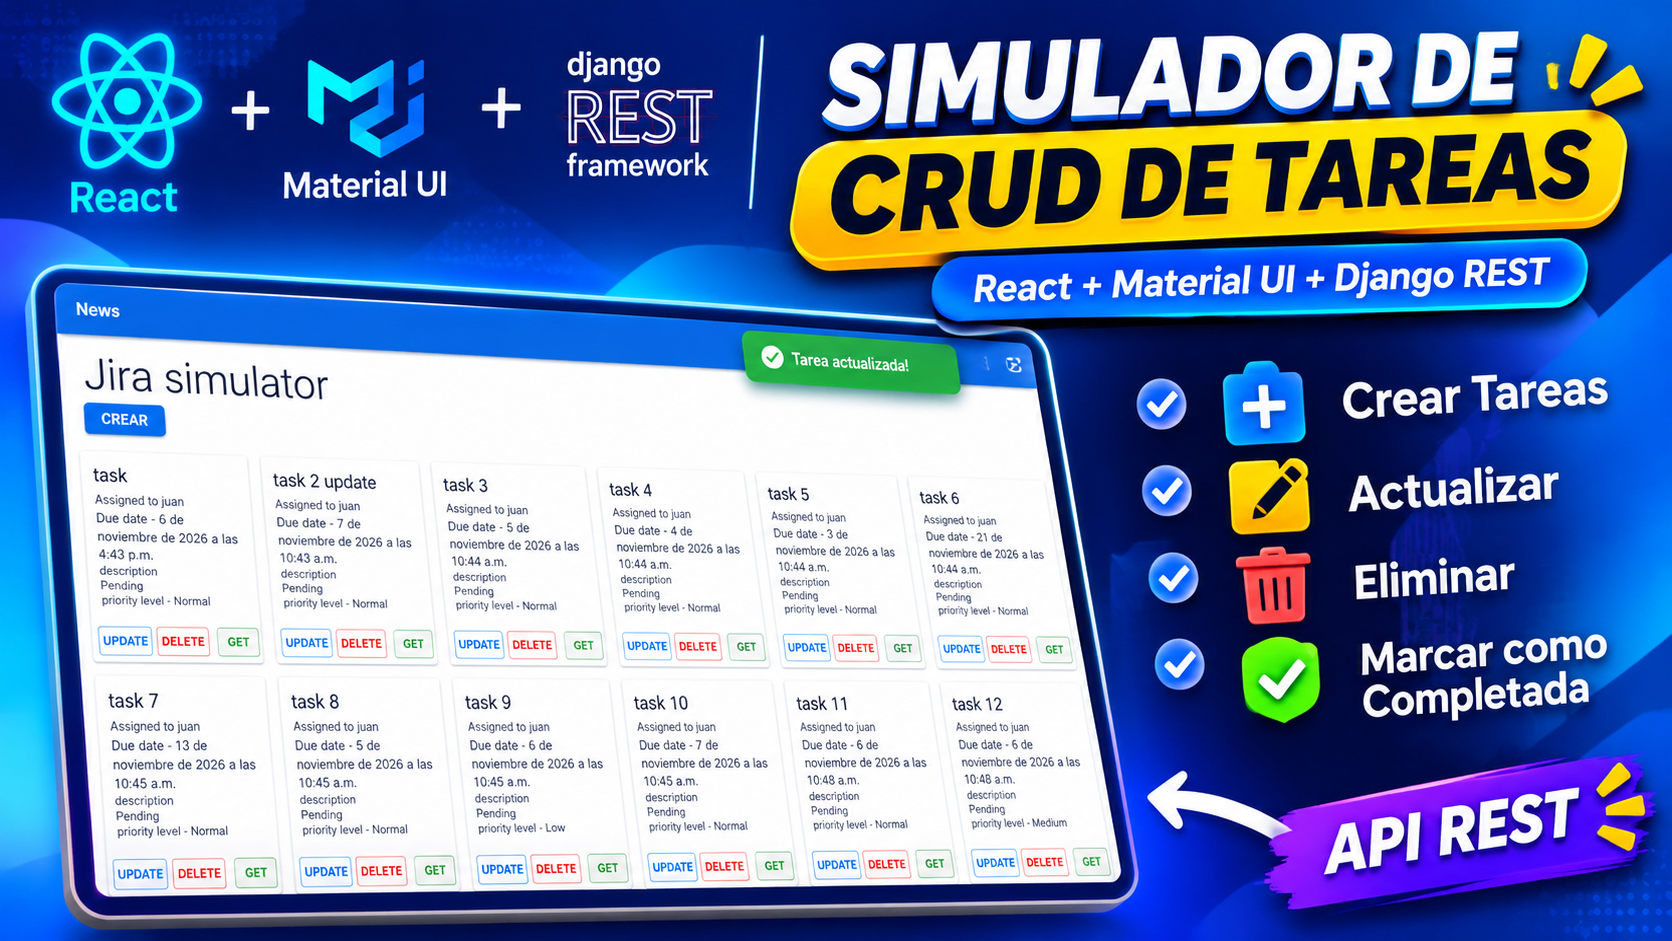 React
+
Material UI
+
django
REST
framework
SIMULADOR DE
CRUD DE TAREAS
React + Material UI + Django REST
News
Tarea actualizada!
Jira simulator
CREAR
task
Assigned to juan
Due date - 6 de
noviembre de 2026 a las
4:43 p.m.
description
Pending
priority level - Normal
UPDATE DELETE GET
task 2 update
Assigned to juan
Due date - 7 de
noviembre de 2026 a las
10:43 a.m.
description
Pending
priority level - Normal
UPDATE DELETE GET
task 3
Assigned to juan
Due date - 5 de
noviembre de 2026 a las
10:44 a.m.
description
Pending
priority level - Normal
UPDATE DELETE GET
task 4
Assigned to juan
Due date - 4 de
noviembre de 2026 a las
10:44 a.m.
description
Pending
priority level - Normal
UPDATE DELETE GET
task 5
Assigned to juan
Due date - 3 de
noviembre de 2026 a las
10:44 a.m.
description
Pending
priority level - Normal
UPDATE DELETE GET
task 6
Assigned to juan
Due date - 21 de
noviembre de 2026 a las
10:44 a.m.
description
Pending
priority level - Normal
UPDATE DELETE GET
task 7
Assigned to juan
Due date - 13 de
noviembre de 2026 a las
10:45 a.m.
description
Pending
priority level - Normal
UPDATE DELETE GET
task 8
Assigned to juan
Due date - 5 de
noviembre de 2026 a las
10:45 a.m.
description
Pending
priority level - Normal
UPDATE DELETE GET
task 9
Assigned to juan
Due date - 6 de
noviembre de 2026 a las
10:45 a.m.
description
Pending
priority level - Low
UPDATE DELETE GET
task 10
Assigned to juan
Due date - 7 de
noviembre de 2026 a las
10:45 a.m.
description
Pending
priority level - Normal
UPDATE DELETE GET
task 11
Assigned to juan
Due date - 6 de
noviembre de 2026 a las
10:48 a.m.
description
Pending
priority level - Normal
UPDATE DELETE GET
task 12
Assigned to juan
Due date - 6 de
noviembre de 2026 a las
10:48 a.m.
description
Pending
priority level - Medium
UPDATE DELETE GET
Crear Tareas
Actualizar
Eliminar
Marcar como
Completada
API REST